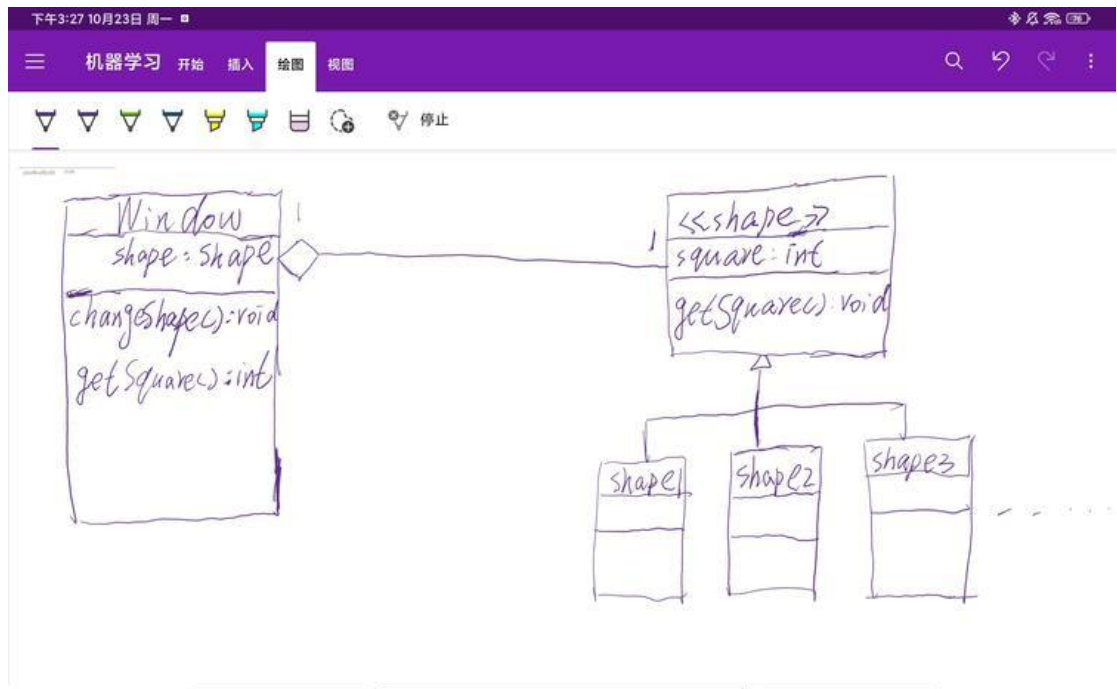 下午3:27 10月23日 周一
76
机器学习 开始 插入 绘图 视图
停止
Window
shape: Shape
changeShape(): void
getSquare(): int
1
1
<<shape>>
square: int
getSquare(): void
shape1
shape2
shape3